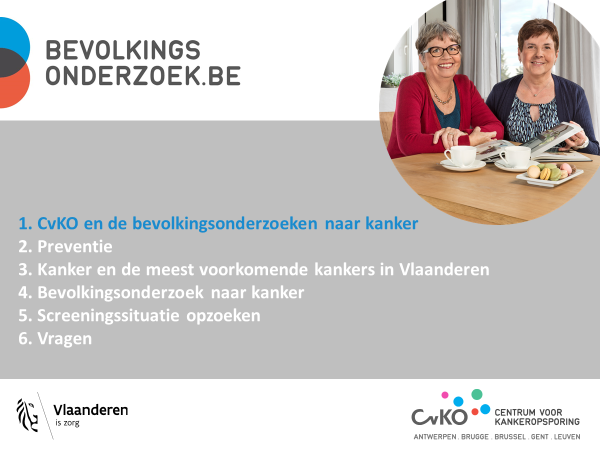 BEVOLKINGS
ONDERZOEK.BE
1. CvKO en de bevolkingsonderzoeken naar kanker
2. Preventie
3. Kanker en de meest voorkomende kankers in Vlaanderen
4. Bevolkingsonderzoek naar kanker
5. Screeningssituatie opzoeken
6. Vragen
Vlaanderen
is zorg
CvKO
CENTRUM VOOR
KANKEROPSPORING
ANTWERPEN . BRUGGE . BRUSSEL . GENT . LEUVEN